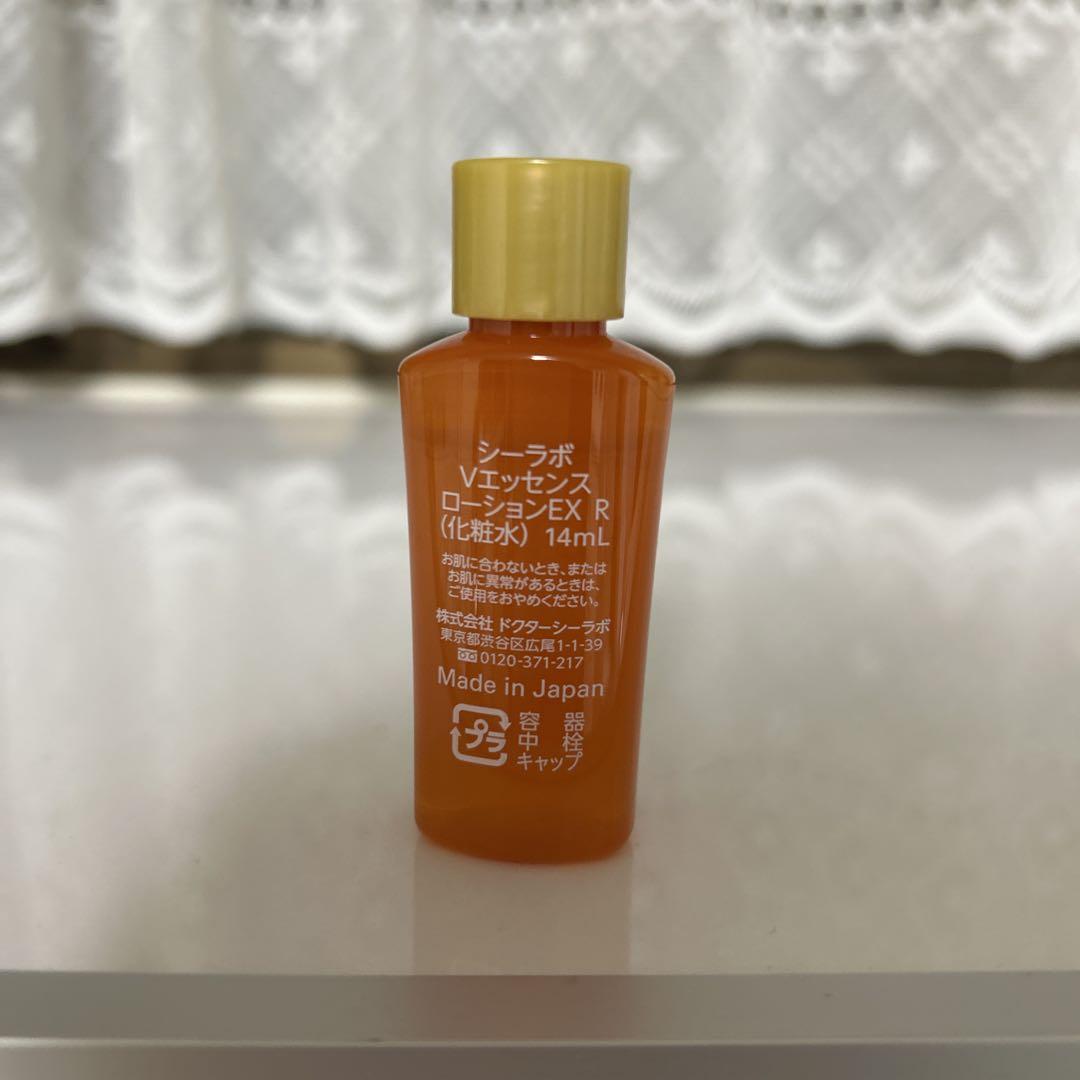 シーラボ
Vエッセンス
ローションEX R
(化粧水) 14mL
お肌に合わないとき、または
お肌に異常があるときは、
ご使用をおやめください。
株式会社 ドクターシーラボ
東京都渋谷区広尾1-1-39
0120-371-217
Made in Japan
プラ 容器
中栓
キャップ